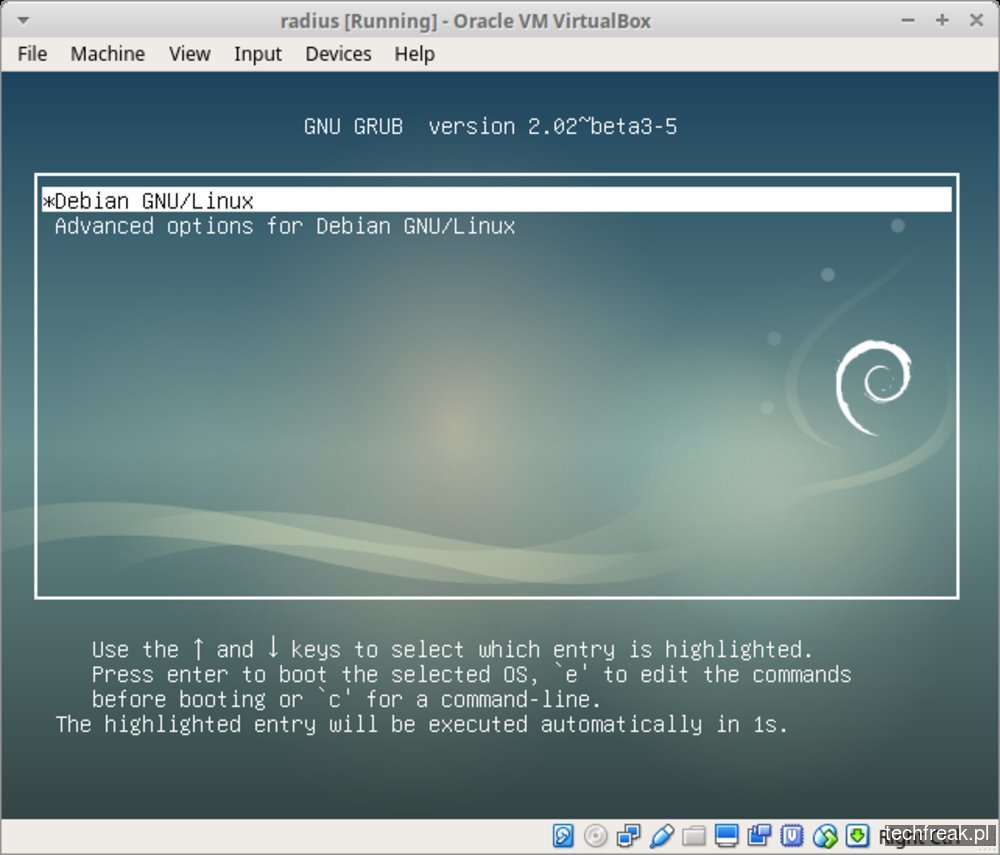 radius [Running] - Oracle VM VirtualBox
File Machine View Input Devices Help
GNU GRUB version 2.02~beta3-5
*Debian GNU/Linux
Advanced options for Debian GNU/Linux
Use the ↑ and ↓ keys to select which entry is highlighted.
Press enter to boot the selected OS, `e' to edit the commands
before booting or `c' for a command-line.
The highlighted entry will be executed automatically in 1s.
Right Ctrl
techfreak.pl